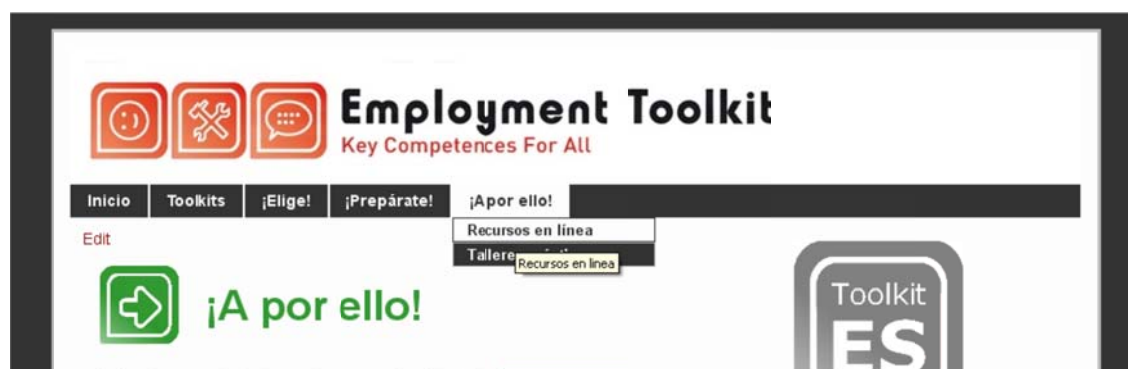 Employment Toolkit
Key Competences For All
Inicio Toolkits ¡Elige! ¡Prepárate! ¡Apor ello!
Edit
Recursos en línea
Recursos en linea
¡A por ello!
Toolkit
ES